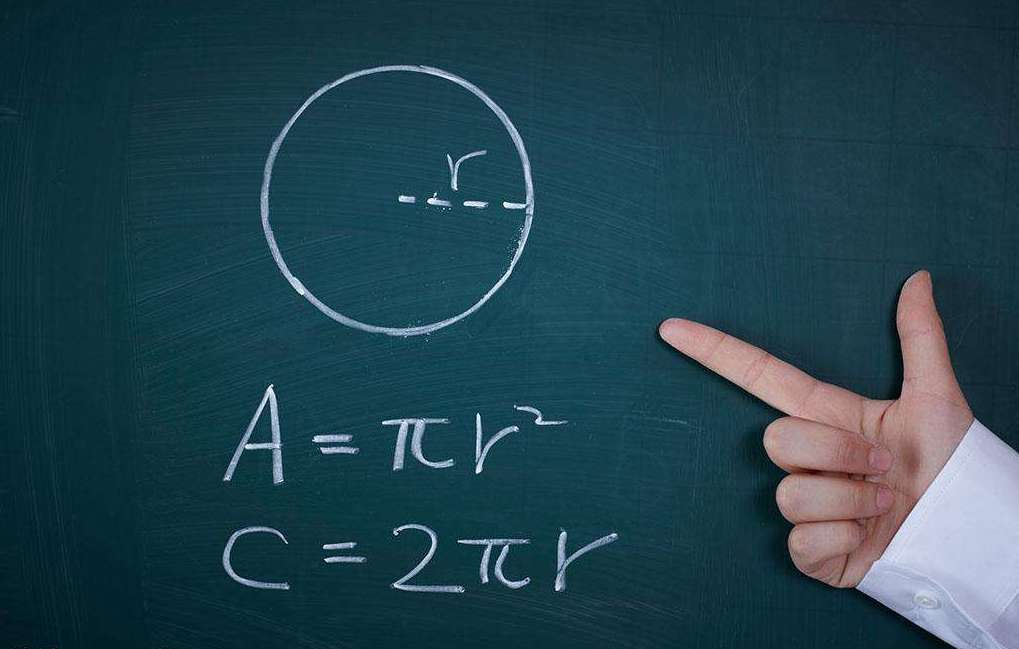 r
A = πr²
C = 2πr